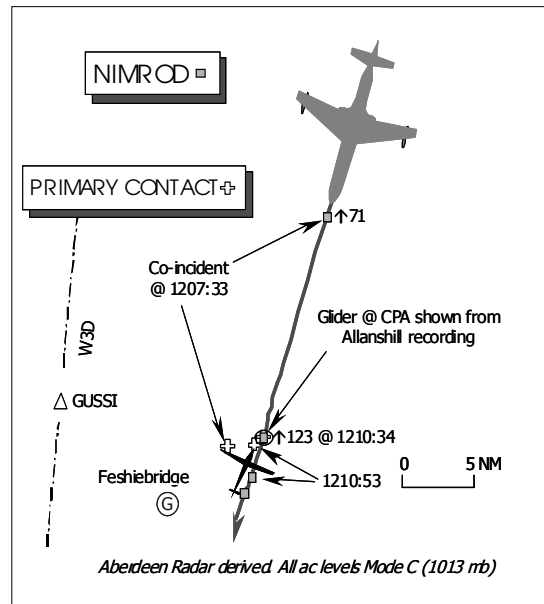 NIMROD
PRIMARY CONTACT
↑71
Co-incident
@ 1207:33
Glider @ CPA shown from
Allanshill recording
W3D
GUSSI
↑123 @ 1210:34
Feshiebridge
G
1210:53
0 5 NM
Aberdeen Radar derived. All ac levels Mode C (1013 mb)